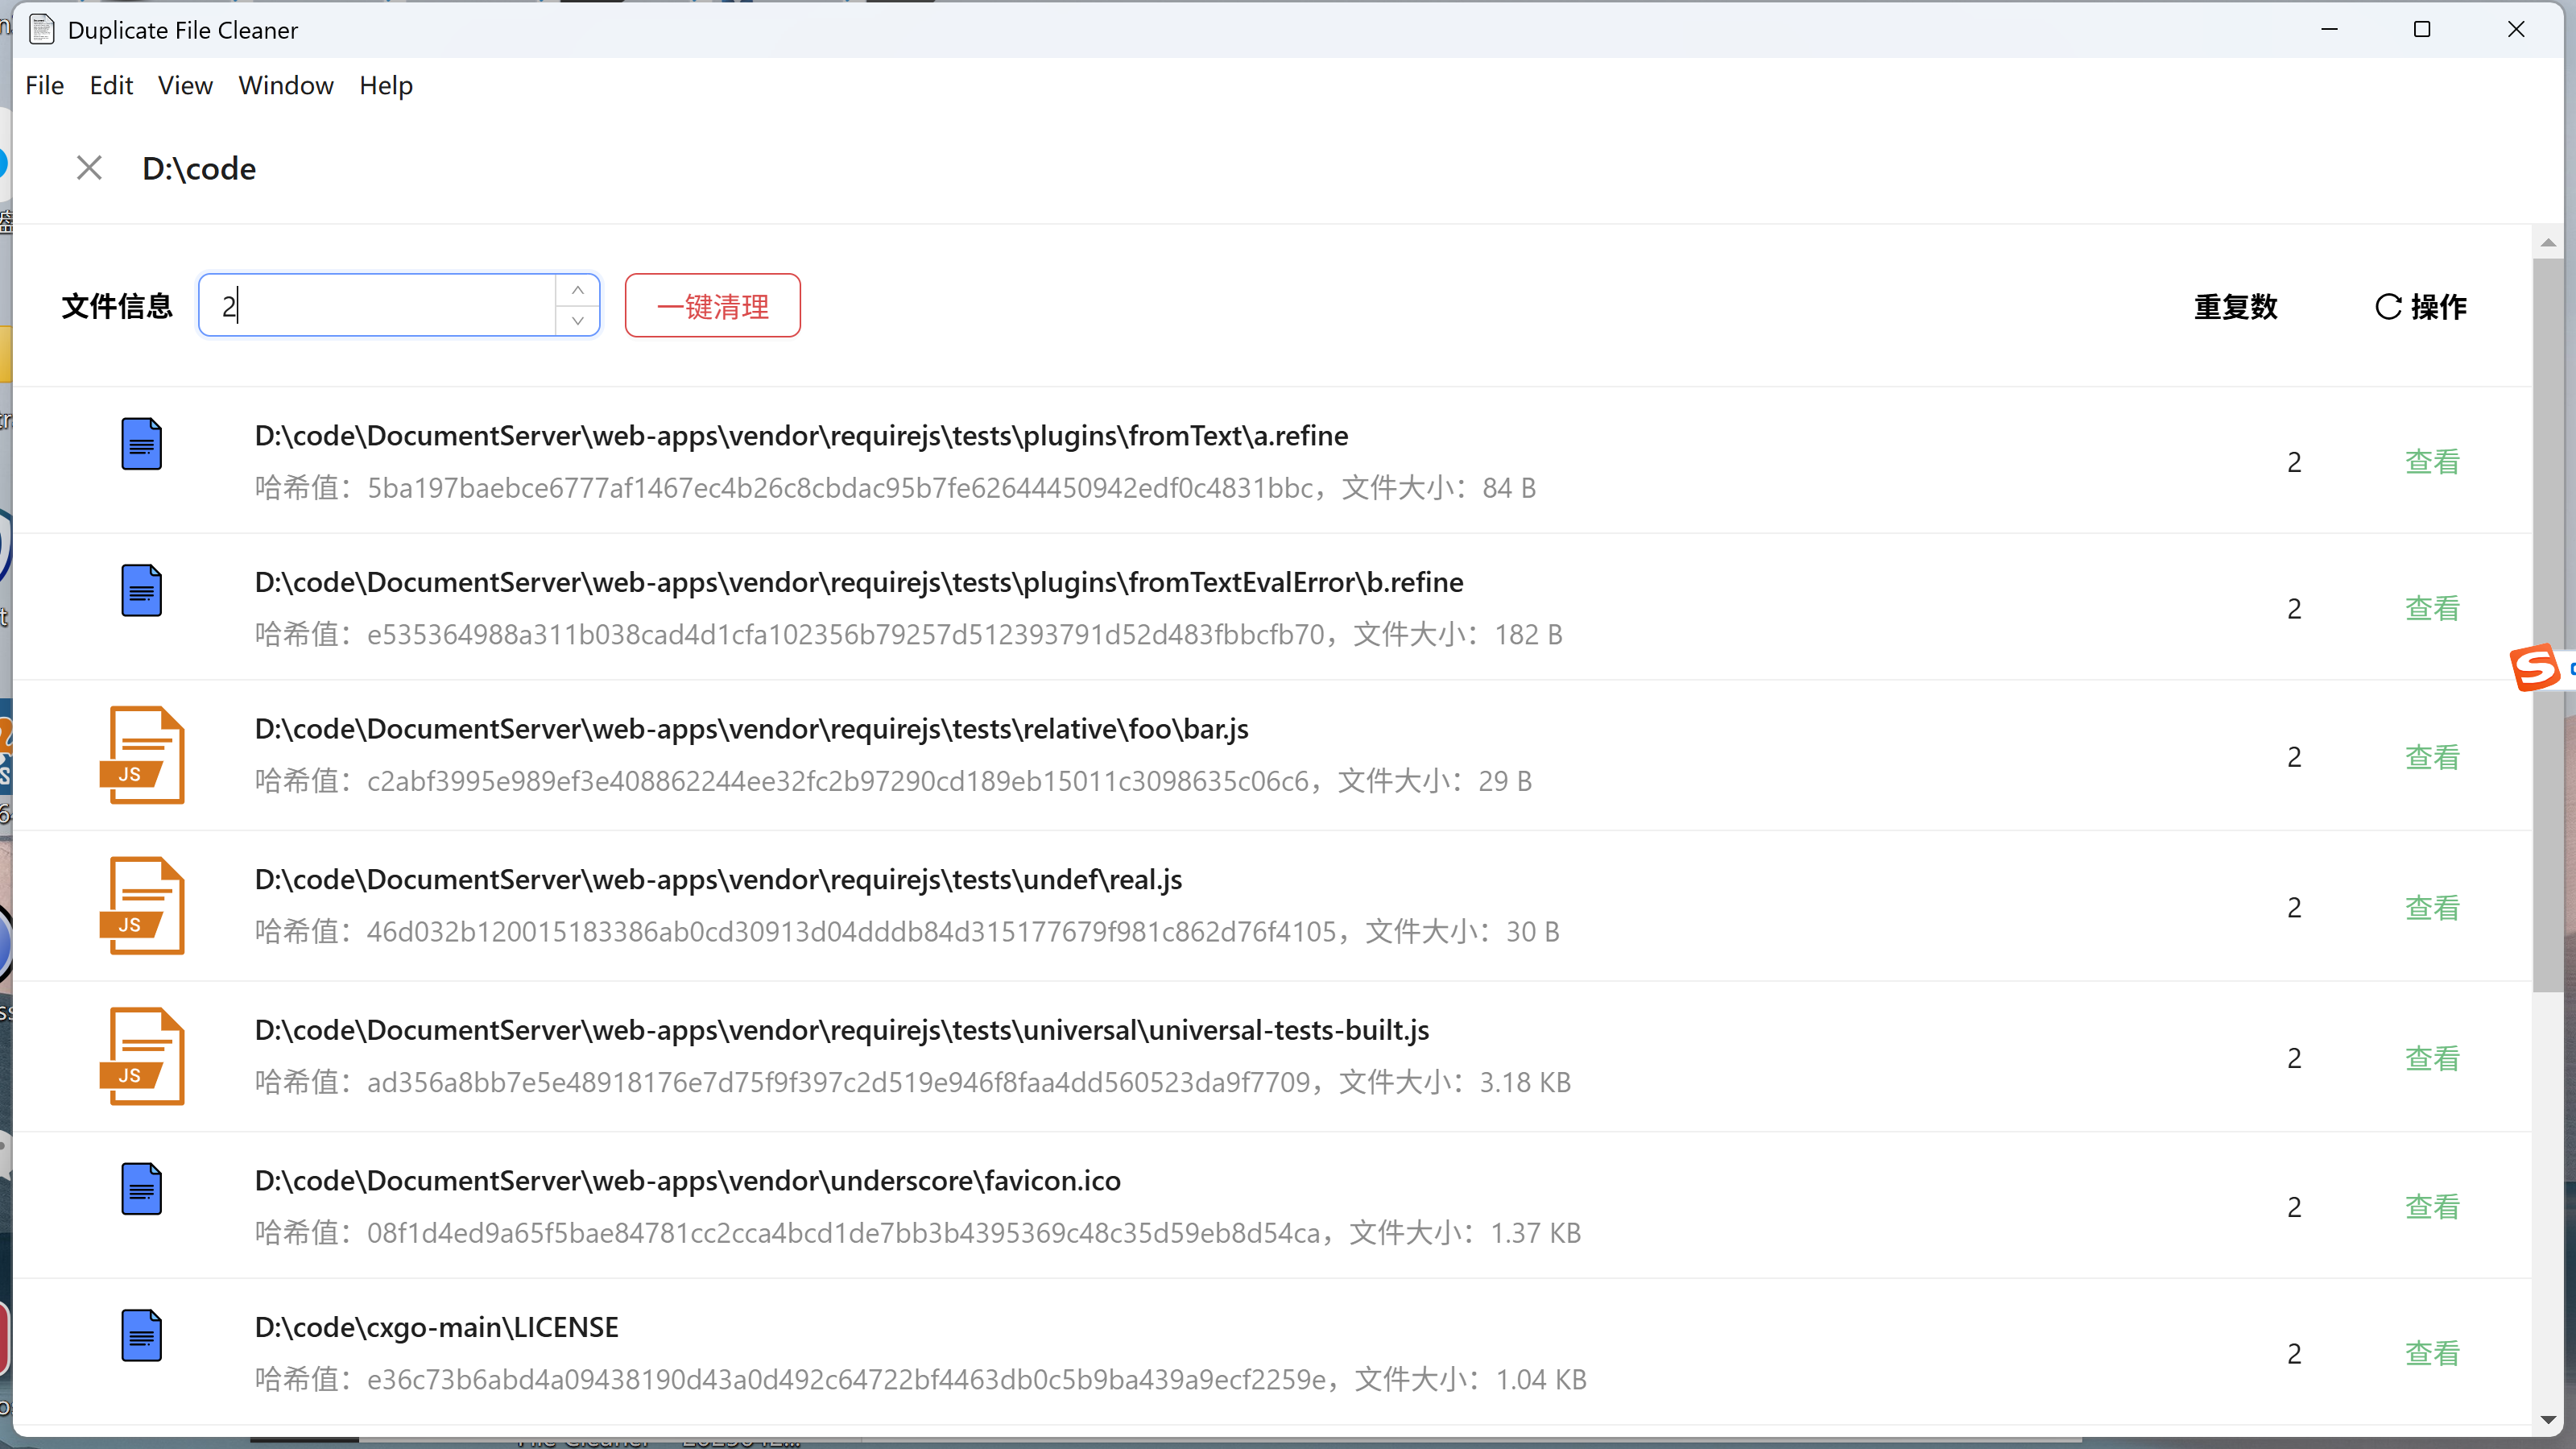 Duplicate File Cleaner
File Edit View Window Help
D:\code
文件信息 2 一键清理 重复数 操作
D:\code\DocumentServer\web-apps\vendor\requirejs\tests\plugins\fromText\a.refine
哈希值：5ba197baebce6777af1467ec4b26c8cbdac95b7fe62644450942edf0c4831bbc，文件大小：84 B
2 查看
D:\code\DocumentServer\web-apps\vendor\requirejs\tests\plugins\fromTextEvalError\b.refine
哈希值：e535364988a311b038cad4d1cfa102356b79257d512393791d52d483fbbcfb70，文件大小：182 B
2 查看
JS
D:\code\DocumentServer\web-apps\vendor\requirejs\tests\relative\foo\bar.js
哈希值：c2abf3995e989ef3e408862244ee32fc2b97290cd189eb15011c3098635c06c6，文件大小：29 B
2 查看
JS
D:\code\DocumentServer\web-apps\vendor\requirejs\tests\undef\real.js
哈希值：46d032b120015183386ab0cd30913d04dddb84d315177679f981c862d76f4105，文件大小：30 B
2 查看
JS
D:\code\DocumentServer\web-apps\vendor\requirejs\tests\universal\universal-tests-built.js
哈希值：ad356a8bb7e5e48918176e7d75f9f397c2d519e946f8faa4dd560523da9f7709，文件大小：3.18 KB
2 查看
D:\code\DocumentServer\web-apps\vendor\underscore\favicon.ico
哈希值：08f1d4ed9a65f5bae84781cc2cca4bcd1de7bb3b4395369c48c35d59eb8d54ca，文件大小：1.37 KB
2 查看
D:\code\cxgo-main\LICENSE
哈希值：e36c73b6abd4a09438190d43a0d492c64722bf4463db0c5b9ba439a9ecf2259e，文件大小：1.04 KB
2 查看